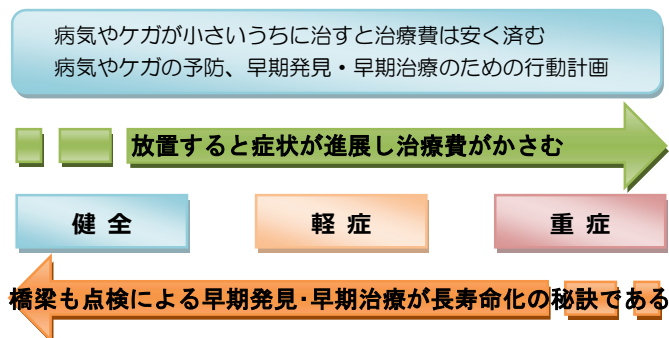 病気やケガが小さいうちに治すと治療費は安く済む
病気やケガの予防、早期発見・早期治療のための行動計画
放置すると症状が進展し治療費がかさむ
健全
軽症
重症
橋梁も点検による早期発見･早期治療が長寿命化の秘訣である